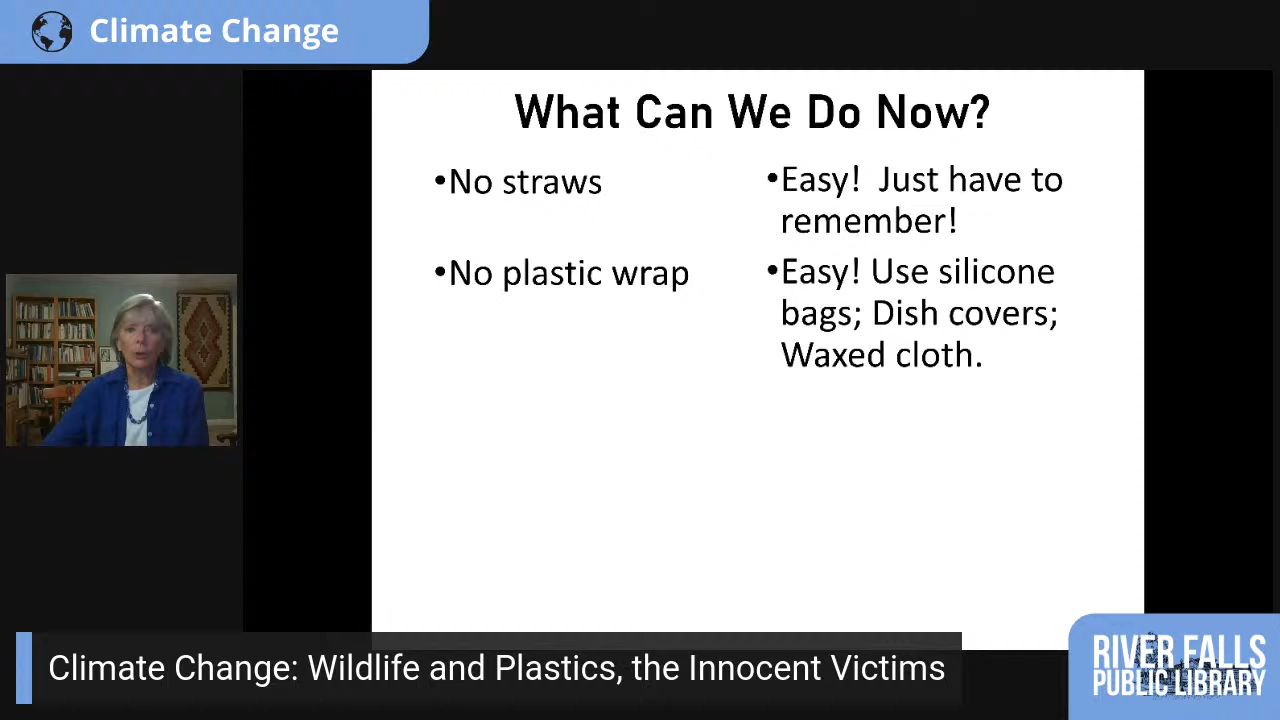 Climate Change
What Can We Do Now?
•No straws
•Easy!  Just have to
remember!
•No plastic wrap
•Easy! Use silicone
bags; Dish covers;
Waxed cloth.
Climate Change: Wildlife and Plastics, the Innocent Victims
RIVER FALLS
PUBLIC LIBRARY